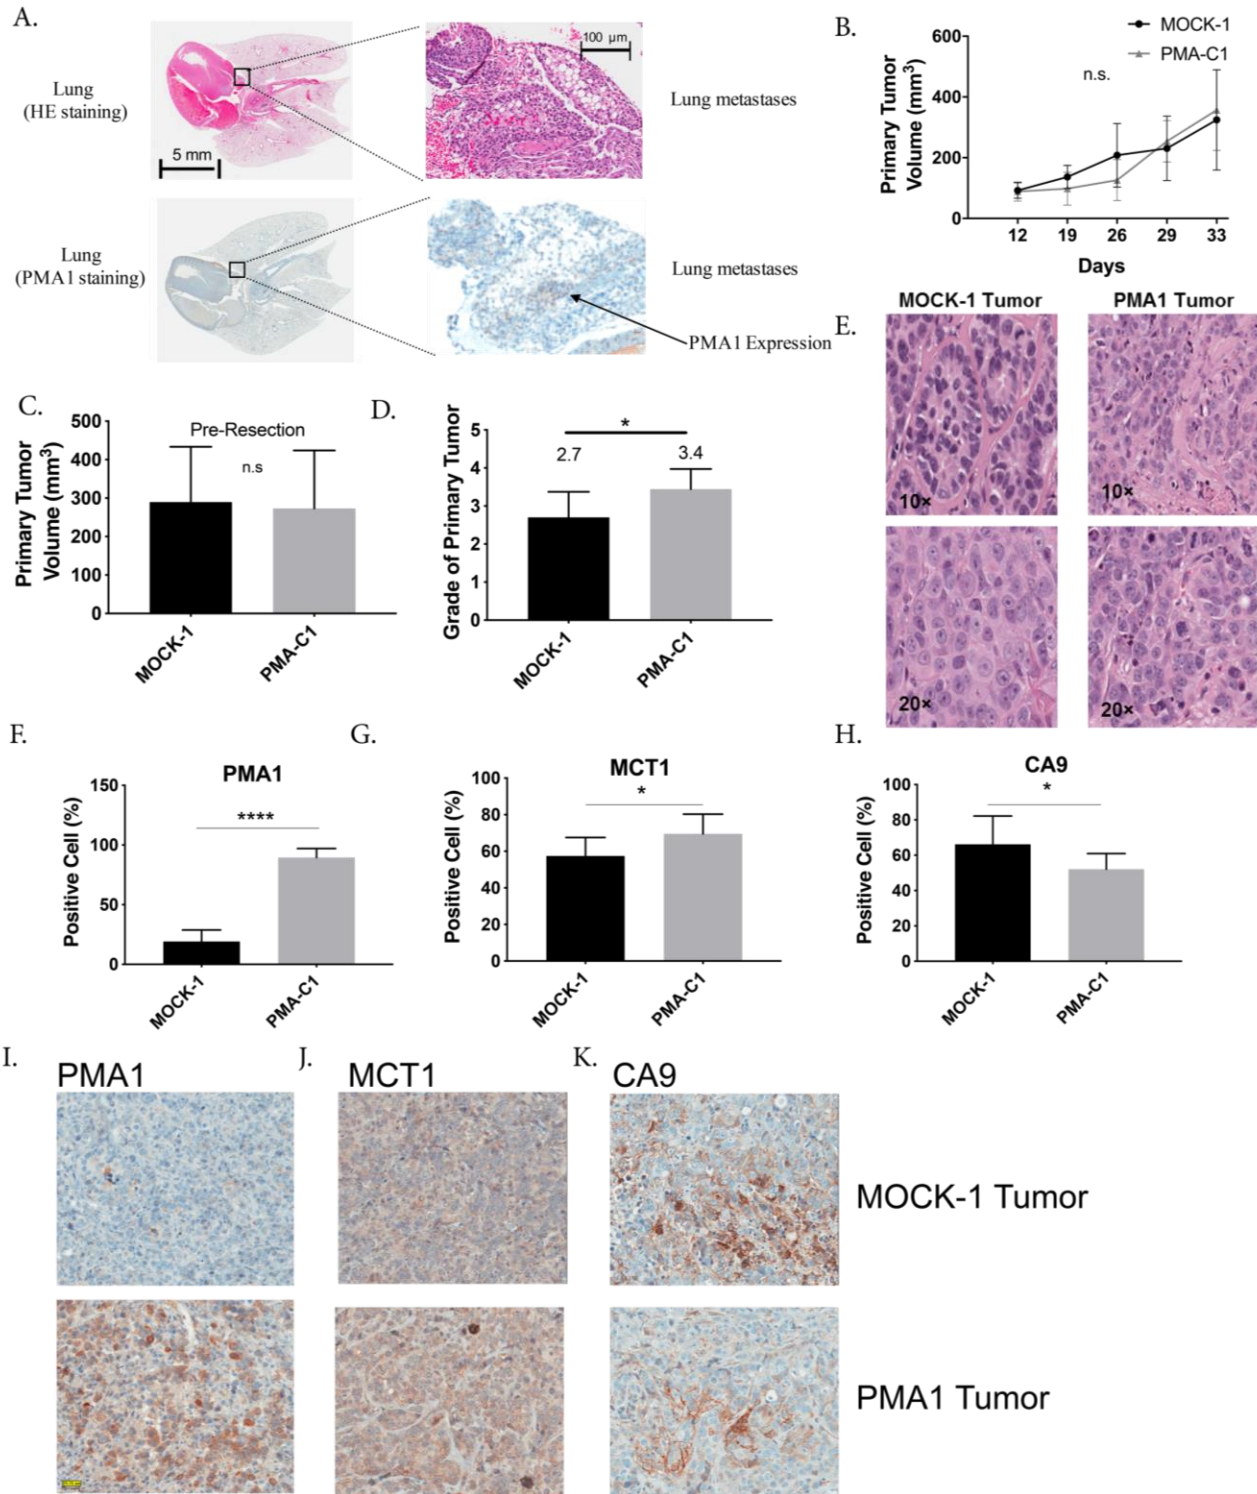 A.
Lung
(HE staining)
5 mm
100 µm
Lung metastases
Lung
(PMA1 staining)
Lung metastases
PMA1 Expression
B.
MOCK-1
PMA-C1
Primary Tumor
Volume (mm³)
600
400
200
0
n.s.
12 19 26 29 33
Days
C.
Primary Tumor
Volume (mm³)
500
400
300
200
100
0
Pre-Resection
n.s
MOCK-1
PMA-C1
D.
Grade of Primary Tumor
5
4
3
2
1
0
*
2.7 3.4
MOCK-1
PMA-C1
E.
MOCK-1 Tumor PMA1 Tumor
10× 10×
20× 20×
F.
PMA1
Positive Cell (%)
150
100
50
0
****
MOCK-1
PMA-C1
G.
MCT1
Positive Cell (%)
100
80
60
40
20
0
*
MOCK-1
PMA-C1
H.
CA9
Positive Cell (%)
100
80
60
40
20
0
*
MOCK-1
PMA-C1
I.
PMA1
J.
MCT1
K.
CA9
MOCK-1 Tumor
PMA1 Tumor